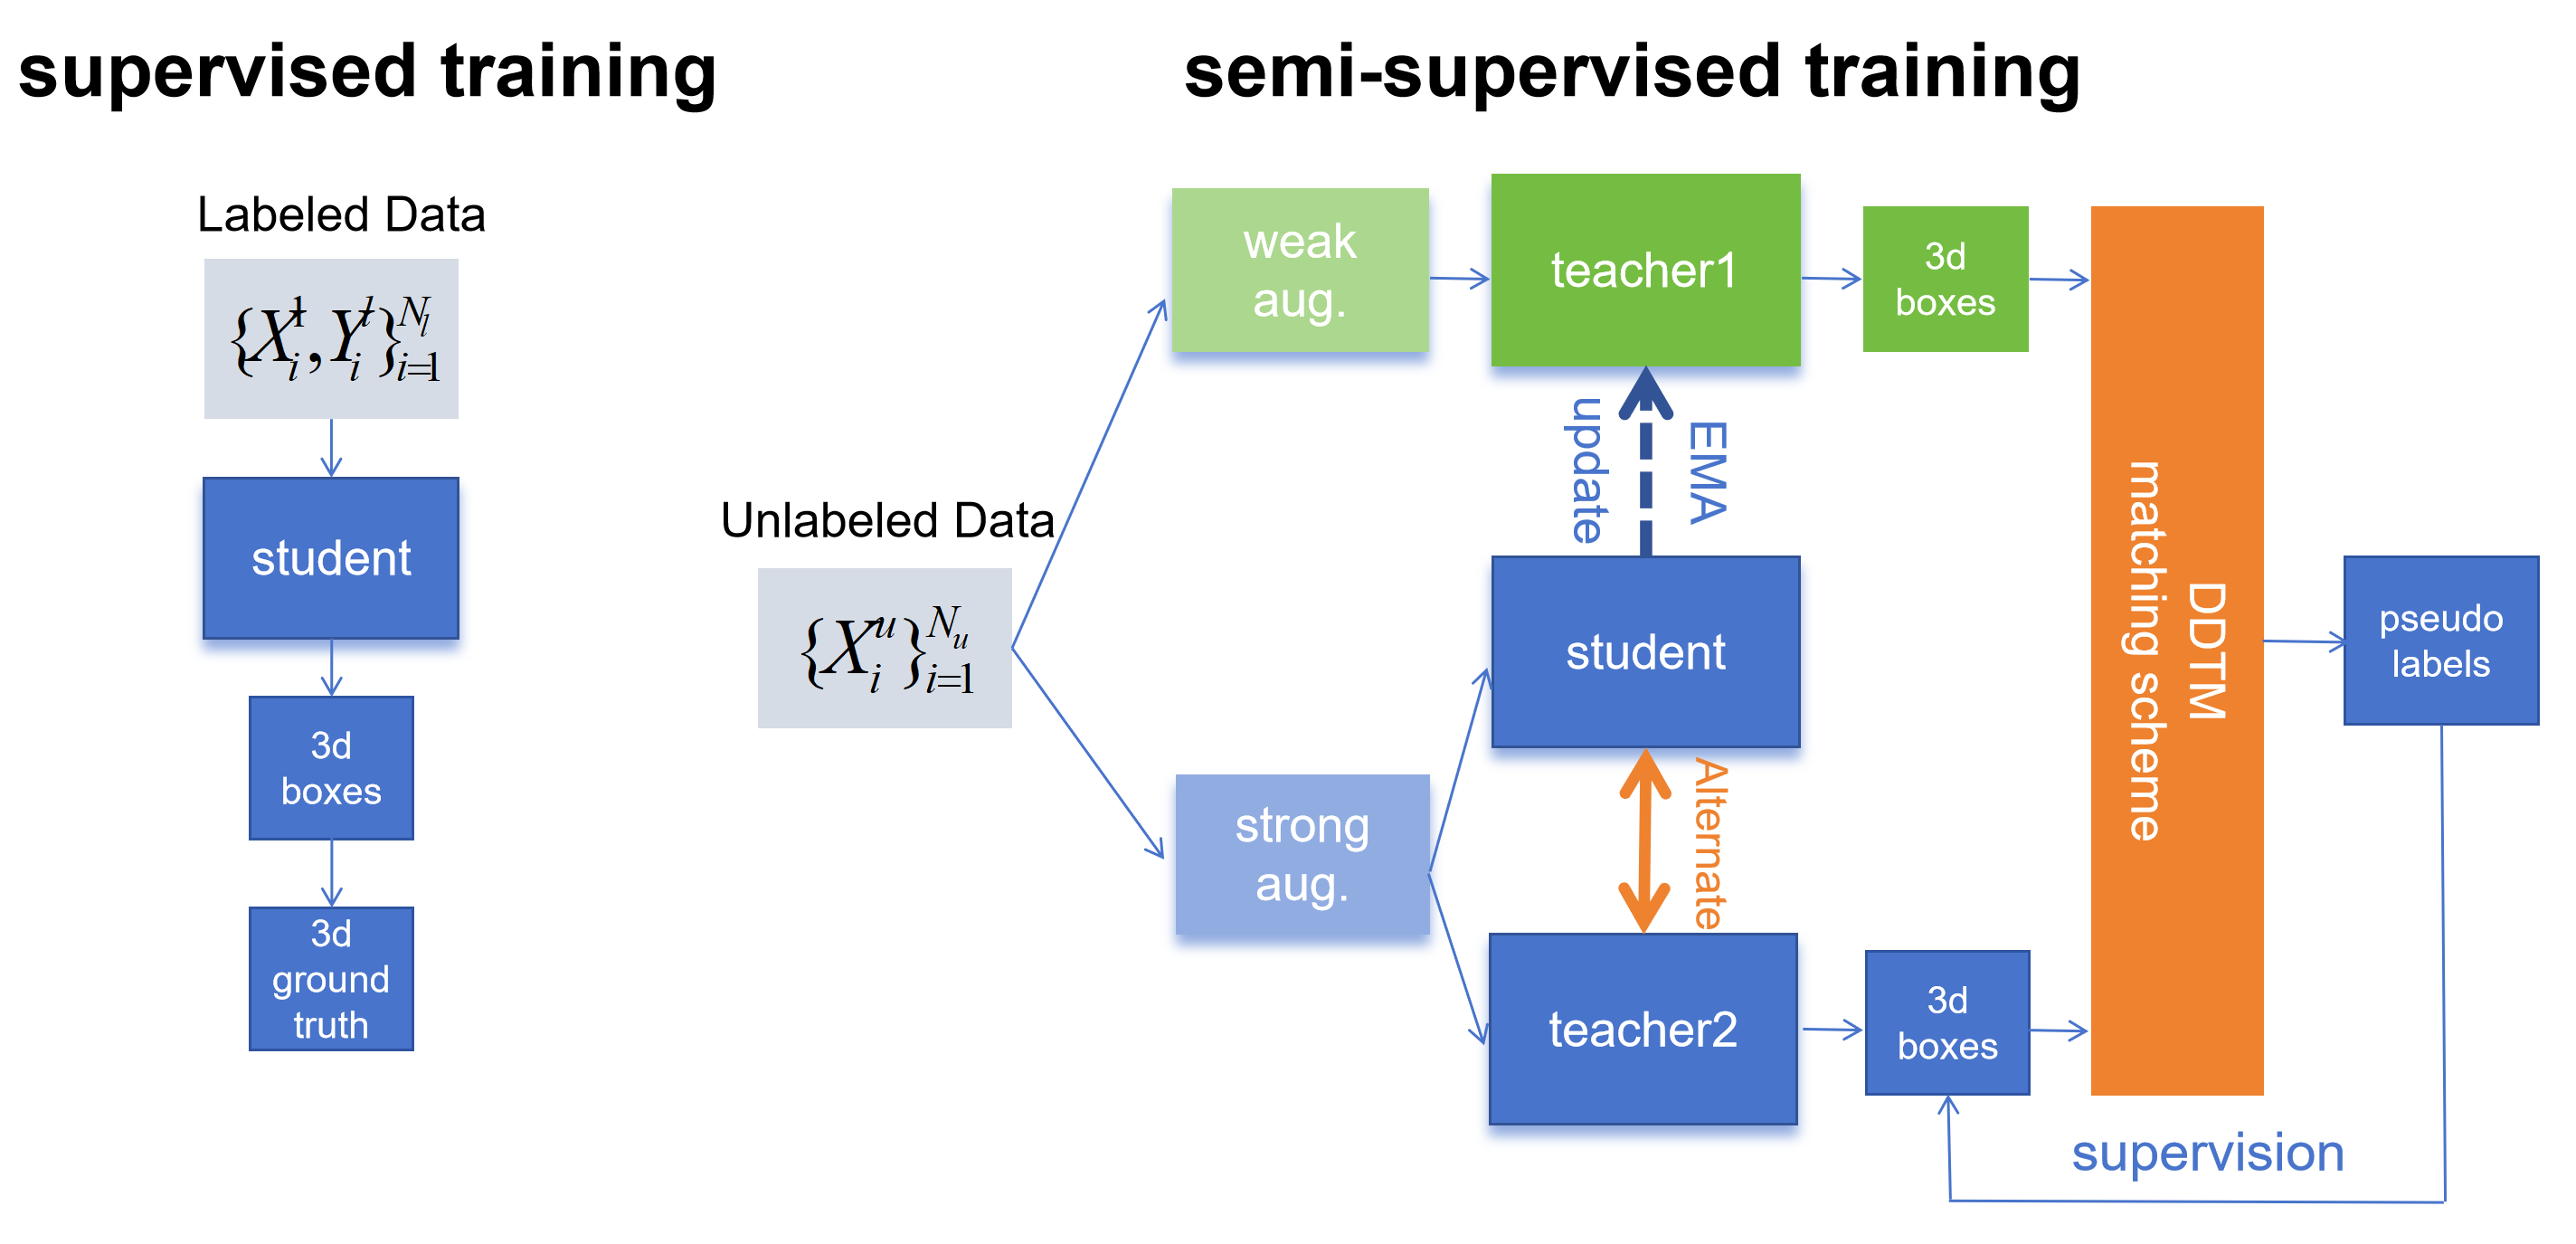 supervised training
Labeled Data
{X_i^1, Y_i^l}_{i=1}^{N_l}
student
3d
boxes
3d
ground
truth
semi-supervised training
Unlabeled Data
{X_i^u}_{i=1}^{N_u}
weak
aug.
teacher1
3d
boxes
EMA
update
student
strong
aug.
Alternate
teacher2
3d
boxes
DDTM
matching scheme
pseudo
labels
supervision